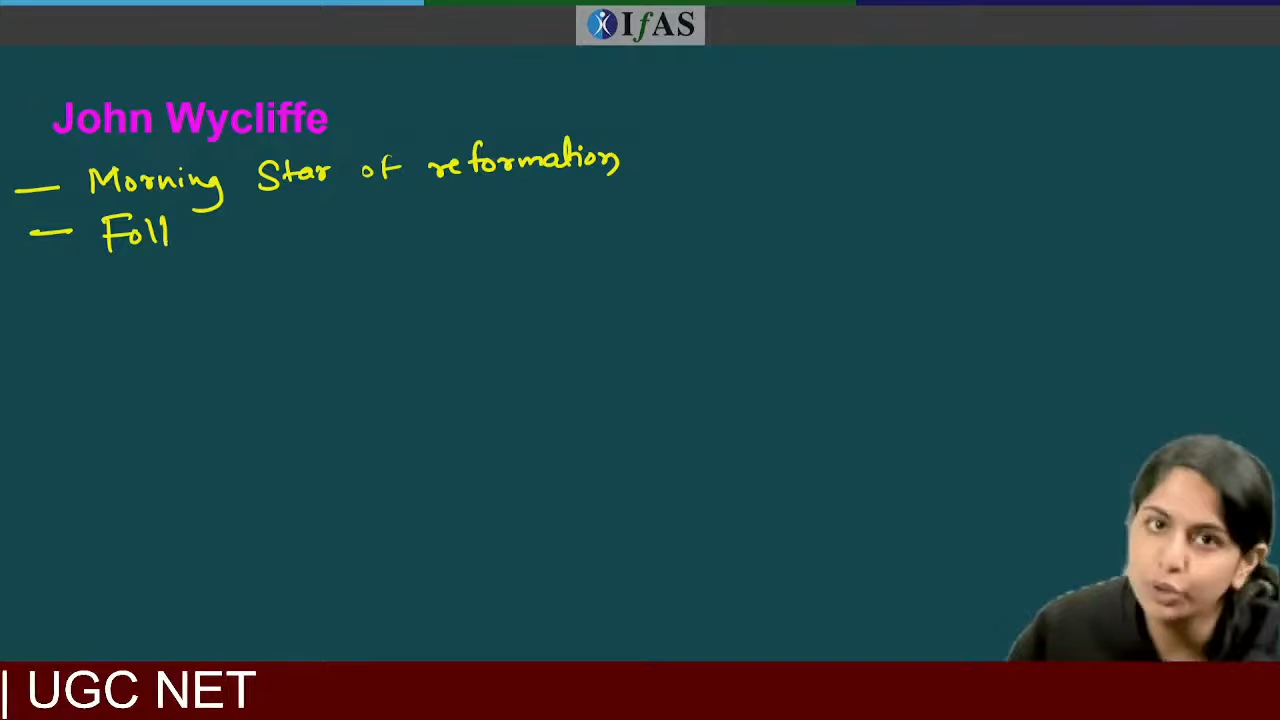 IfAS
John Wycliffe
— Morning Star of reformation,
— Foll
| UGC NET